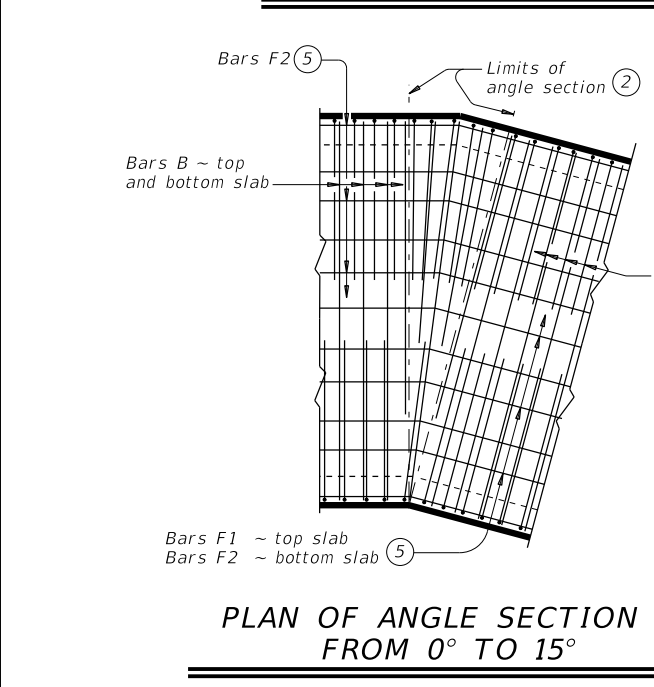 Bars F2 5
Limits of
angle section 2
Bars B ~ top
and bottom slab
Bars F1 ~ top slab
Bars F2 ~ bottom slab 5
PLAN OF ANGLE SECTION
FROM 0° TO 15°